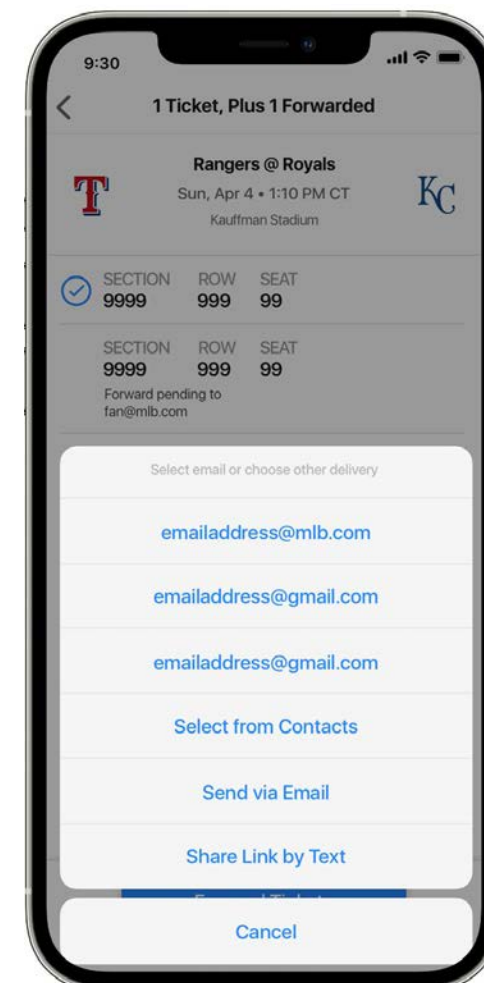 9:30
1 Ticket, Plus 1 Forwarded
Rangers @ Royals
Sun, Apr 4 • 1:10 PM CT
Kauffman Stadium
T
KC
SECTION ROW SEAT
9999 999 99
SECTION ROW SEAT
9999 999 99
Forward pending to
fan@mlb.com
Select email or choose other delivery
emailaddress@mlb.com
emailaddress@gmail.com
emailaddress@gmail.com
Select from Contacts
Send via Email
Share Link by Text
Cancel